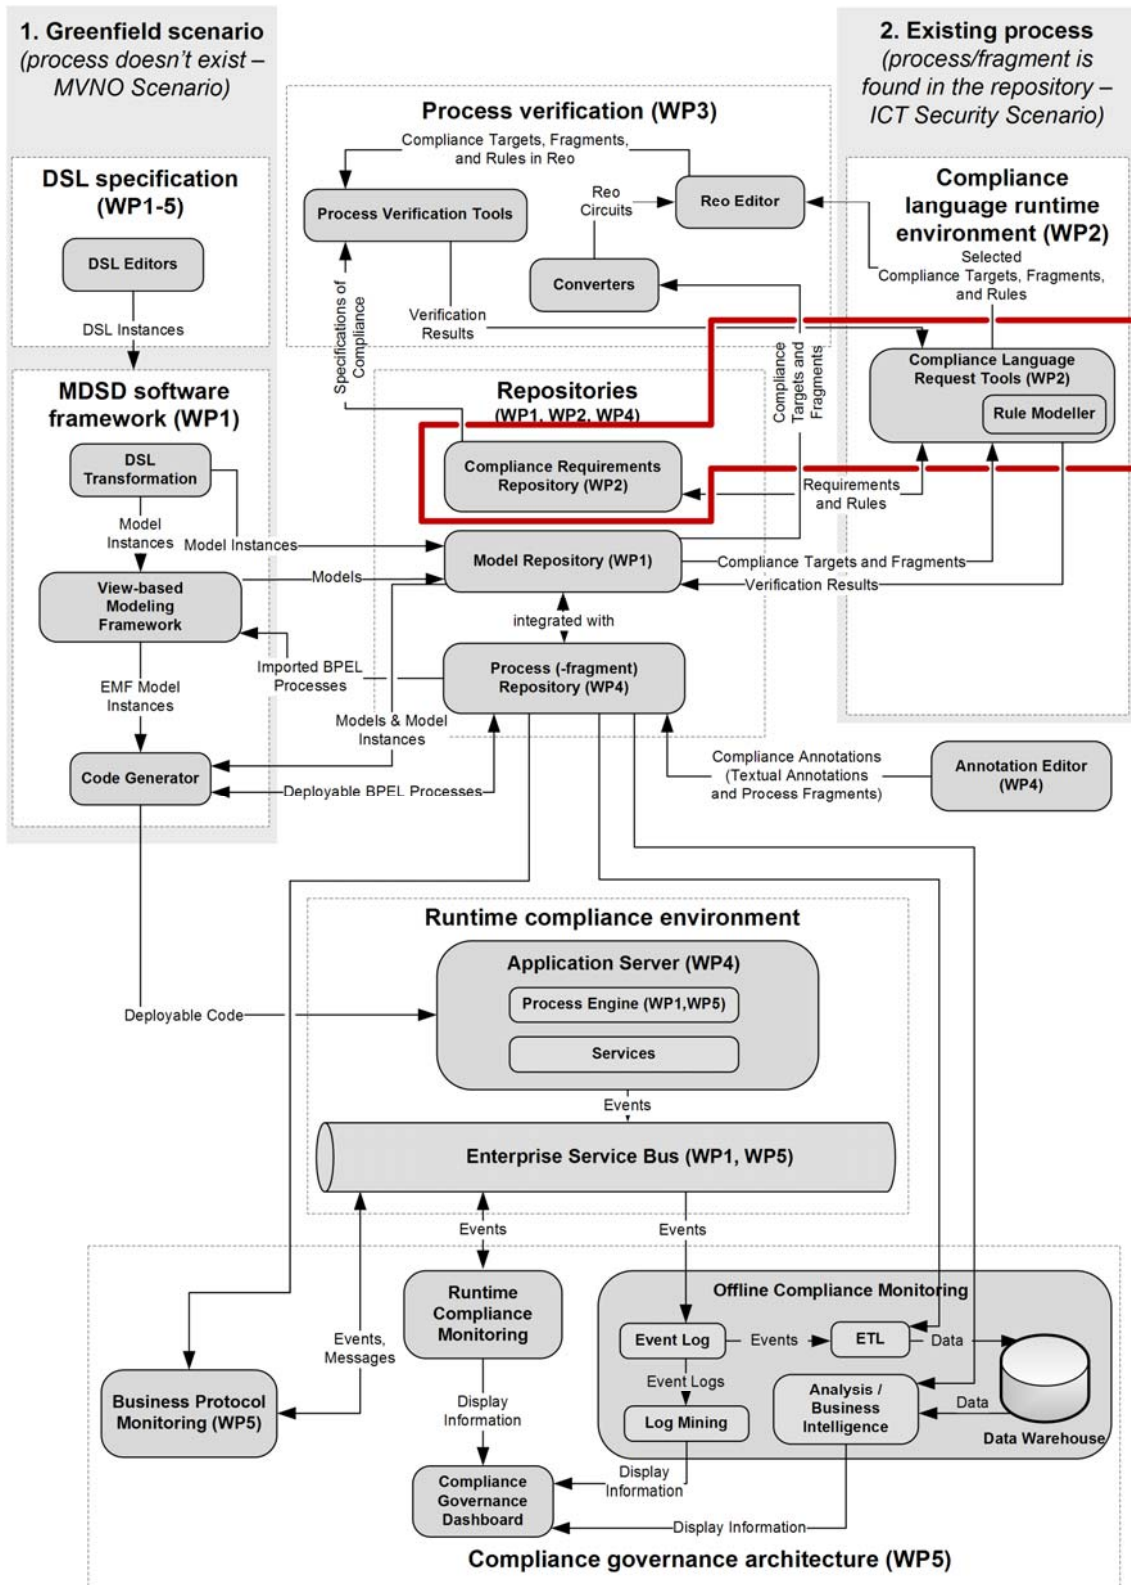 1. Greenfield scenario
(process doesn't exist –
MVNO Scenario)
2. Existing process
(process/fragment is
found in the repository –
ICT Security Scenario)
Process verification (WP3)
Compliance Targets, Fragments,
and Rules in Reo
Process Verification Tools
Reo
Circuits
Reo Editor
Converters
Verification
Results
Specifications of
Compliance
DSL specification
(WP1-5)
DSL Editors
DSL Instances
Compliance
language runtime
environment (WP2)
Selected
Compliance Targets, Fragments,
and Rules
Compliance Language
Request Tools (WP2)
Rule Modeller
MDSD software
framework (WP1)
DSL
Transformation
Model
Instances
Model Instances
View-based
Modeling
Framework
Models
EMF Model
Instances
Code Generator
Repositories
(WP1, WP2, WP4)
Compliance
Targets and
Fragments
Compliance Requirements
Repository (WP2)
Requirements
and Rules
Model Repository (WP1)
Compliance Targets and Fragments
Verification Results
integrated with
Imported BPEL
Processes
Process (-fragment)
Repository (WP4)
Models & Model
Instances
Deployable BPEL Processes
Compliance Annotations
(Textual Annotations
and Process Fragments)
Annotation Editor
(WP4)
Runtime compliance environment
Application Server (WP4)
Process Engine (WP1,WP5)
Services
Deployable Code
Events
Enterprise Service Bus (WP1, WP5)
Events
Events
Events,
Messages
Runtime
Compliance
Monitoring
Offline Compliance Monitoring
Event Log
Events
ETL
Data
Event Logs
Log Mining
Analysis /
Business
Intelligence
Data
Data Warehouse
Business Protocol
Monitoring (WP5)
Display
Information
Compliance
Governance
Dashboard
Display
Information
Display Information
Compliance governance architecture (WP5)